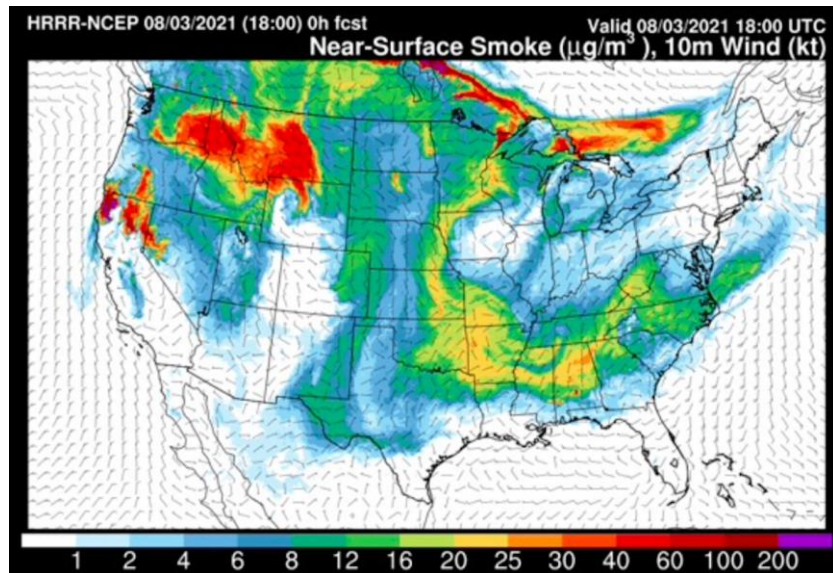 HRRR-NCEP 08/03/2021 (18:00) 0h fcst
Valid 08/03/2021 18:00 UTC
Near-Surface Smoke (μg/m³), 10m Wind (kt)
1 2 4 6 8 12 16 20 25 30 40 60 100 200